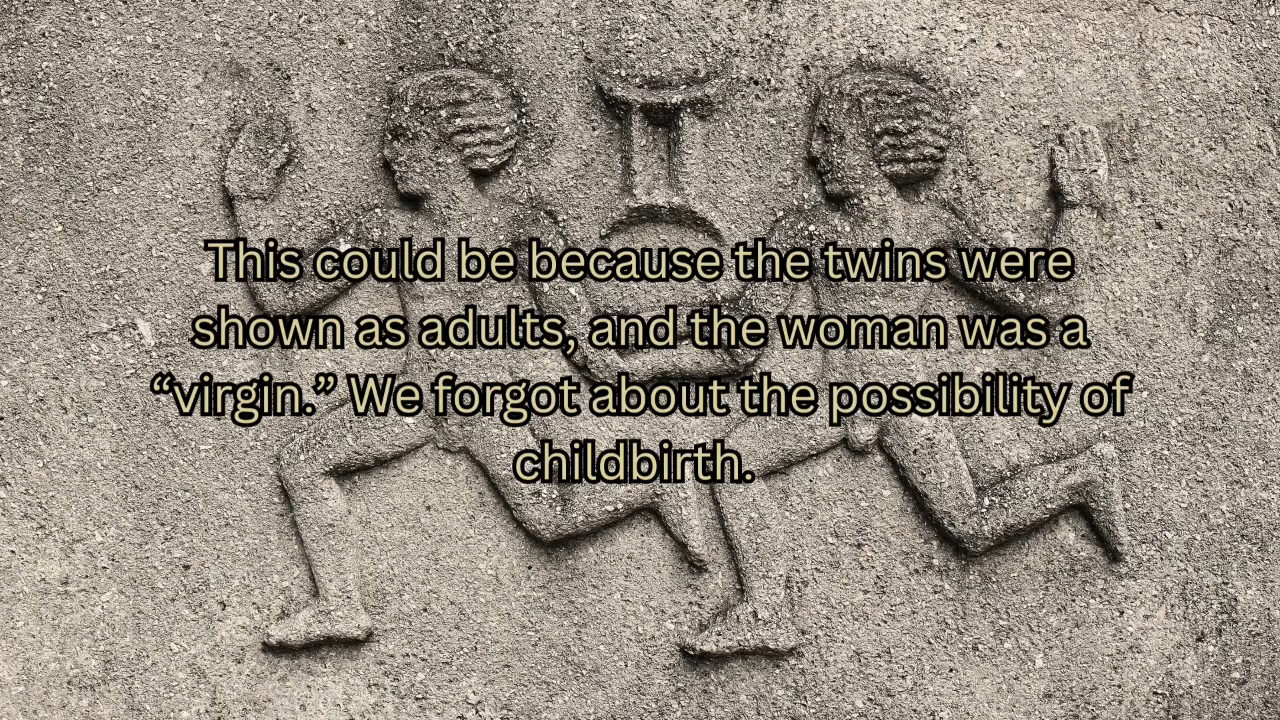 This could be because the twins were
shown as adults, and the woman was a
“virgin.” We forgot about the possibility of
childbirth.